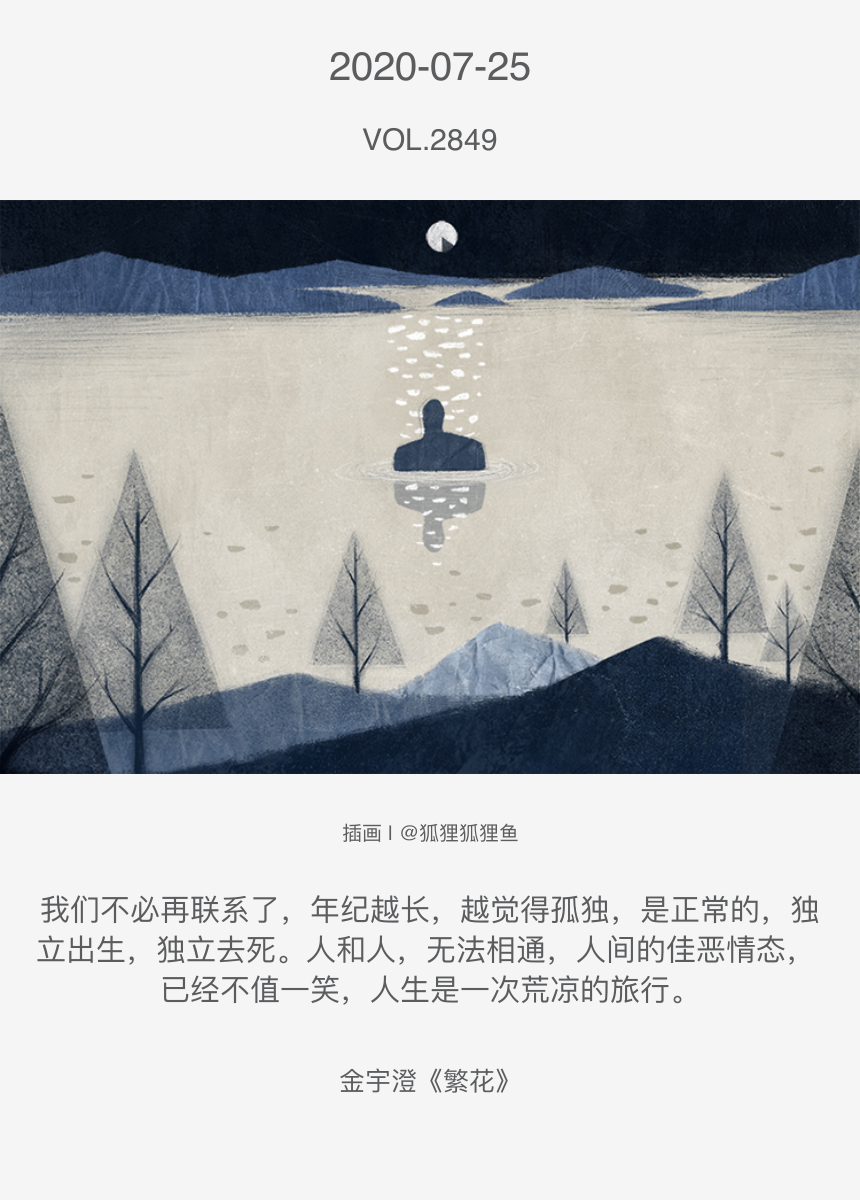 2020-07-25
VOL.2849
插画 | @狐狸狐狸鱼
我们不必再联系了，年纪越长，越觉得孤独，是正常的，独
立出生，独立去死。人和人，无法相通，人间的佳恶情态，
已经不值一笑，人生是一次荒凉的旅行。
金宇澄《繁花》